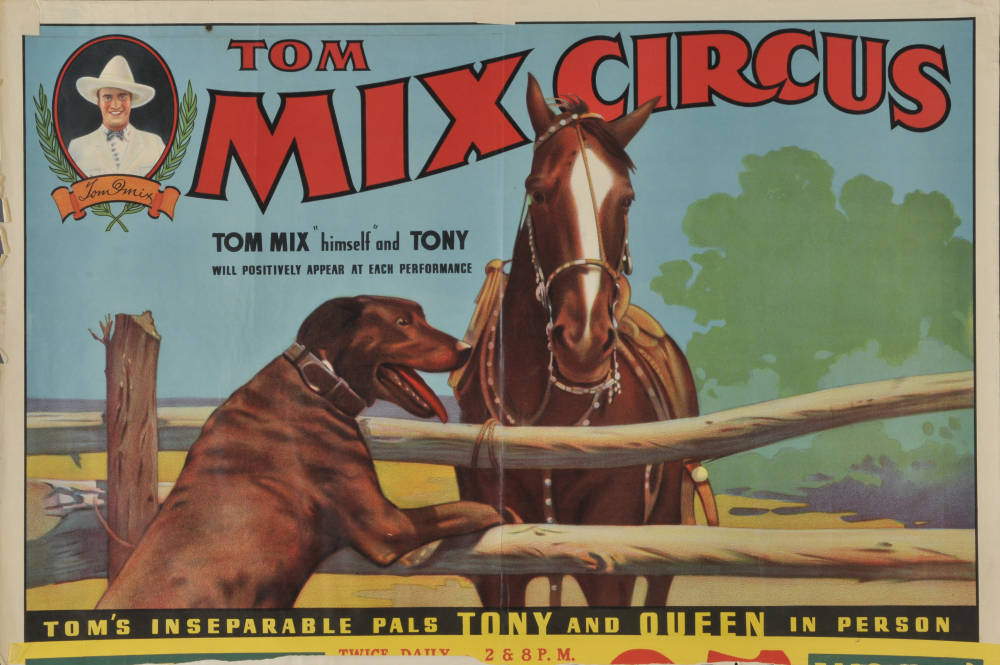 TOM
MIX CIRCUS
Tom Mix
TOM MIX "himself" and TONY
WILL POSITIVELY APPEAR AT EACH PERFORMANCE
TOM'S INSEPARABLE PALS TONY AND QUEEN IN PERSON
TWICE DAILY 2 & 8 P. M.